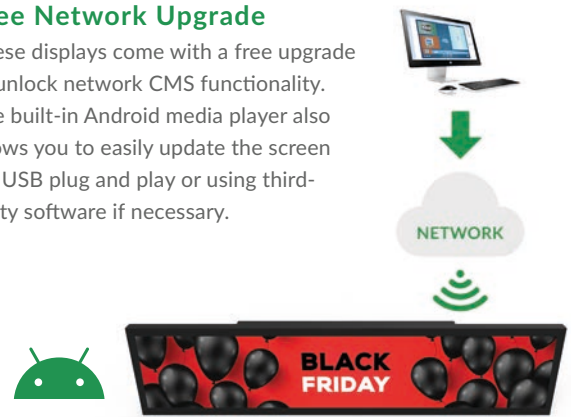 ee Network Upgrade
ese displays come with a free upgrade
unlock network CMS functionality.
e built-in Android media player also
ows you to easily update the screen
USB plug and play or using third-
ty software if necessary.
NETWORK
BLACK
FRIDAY